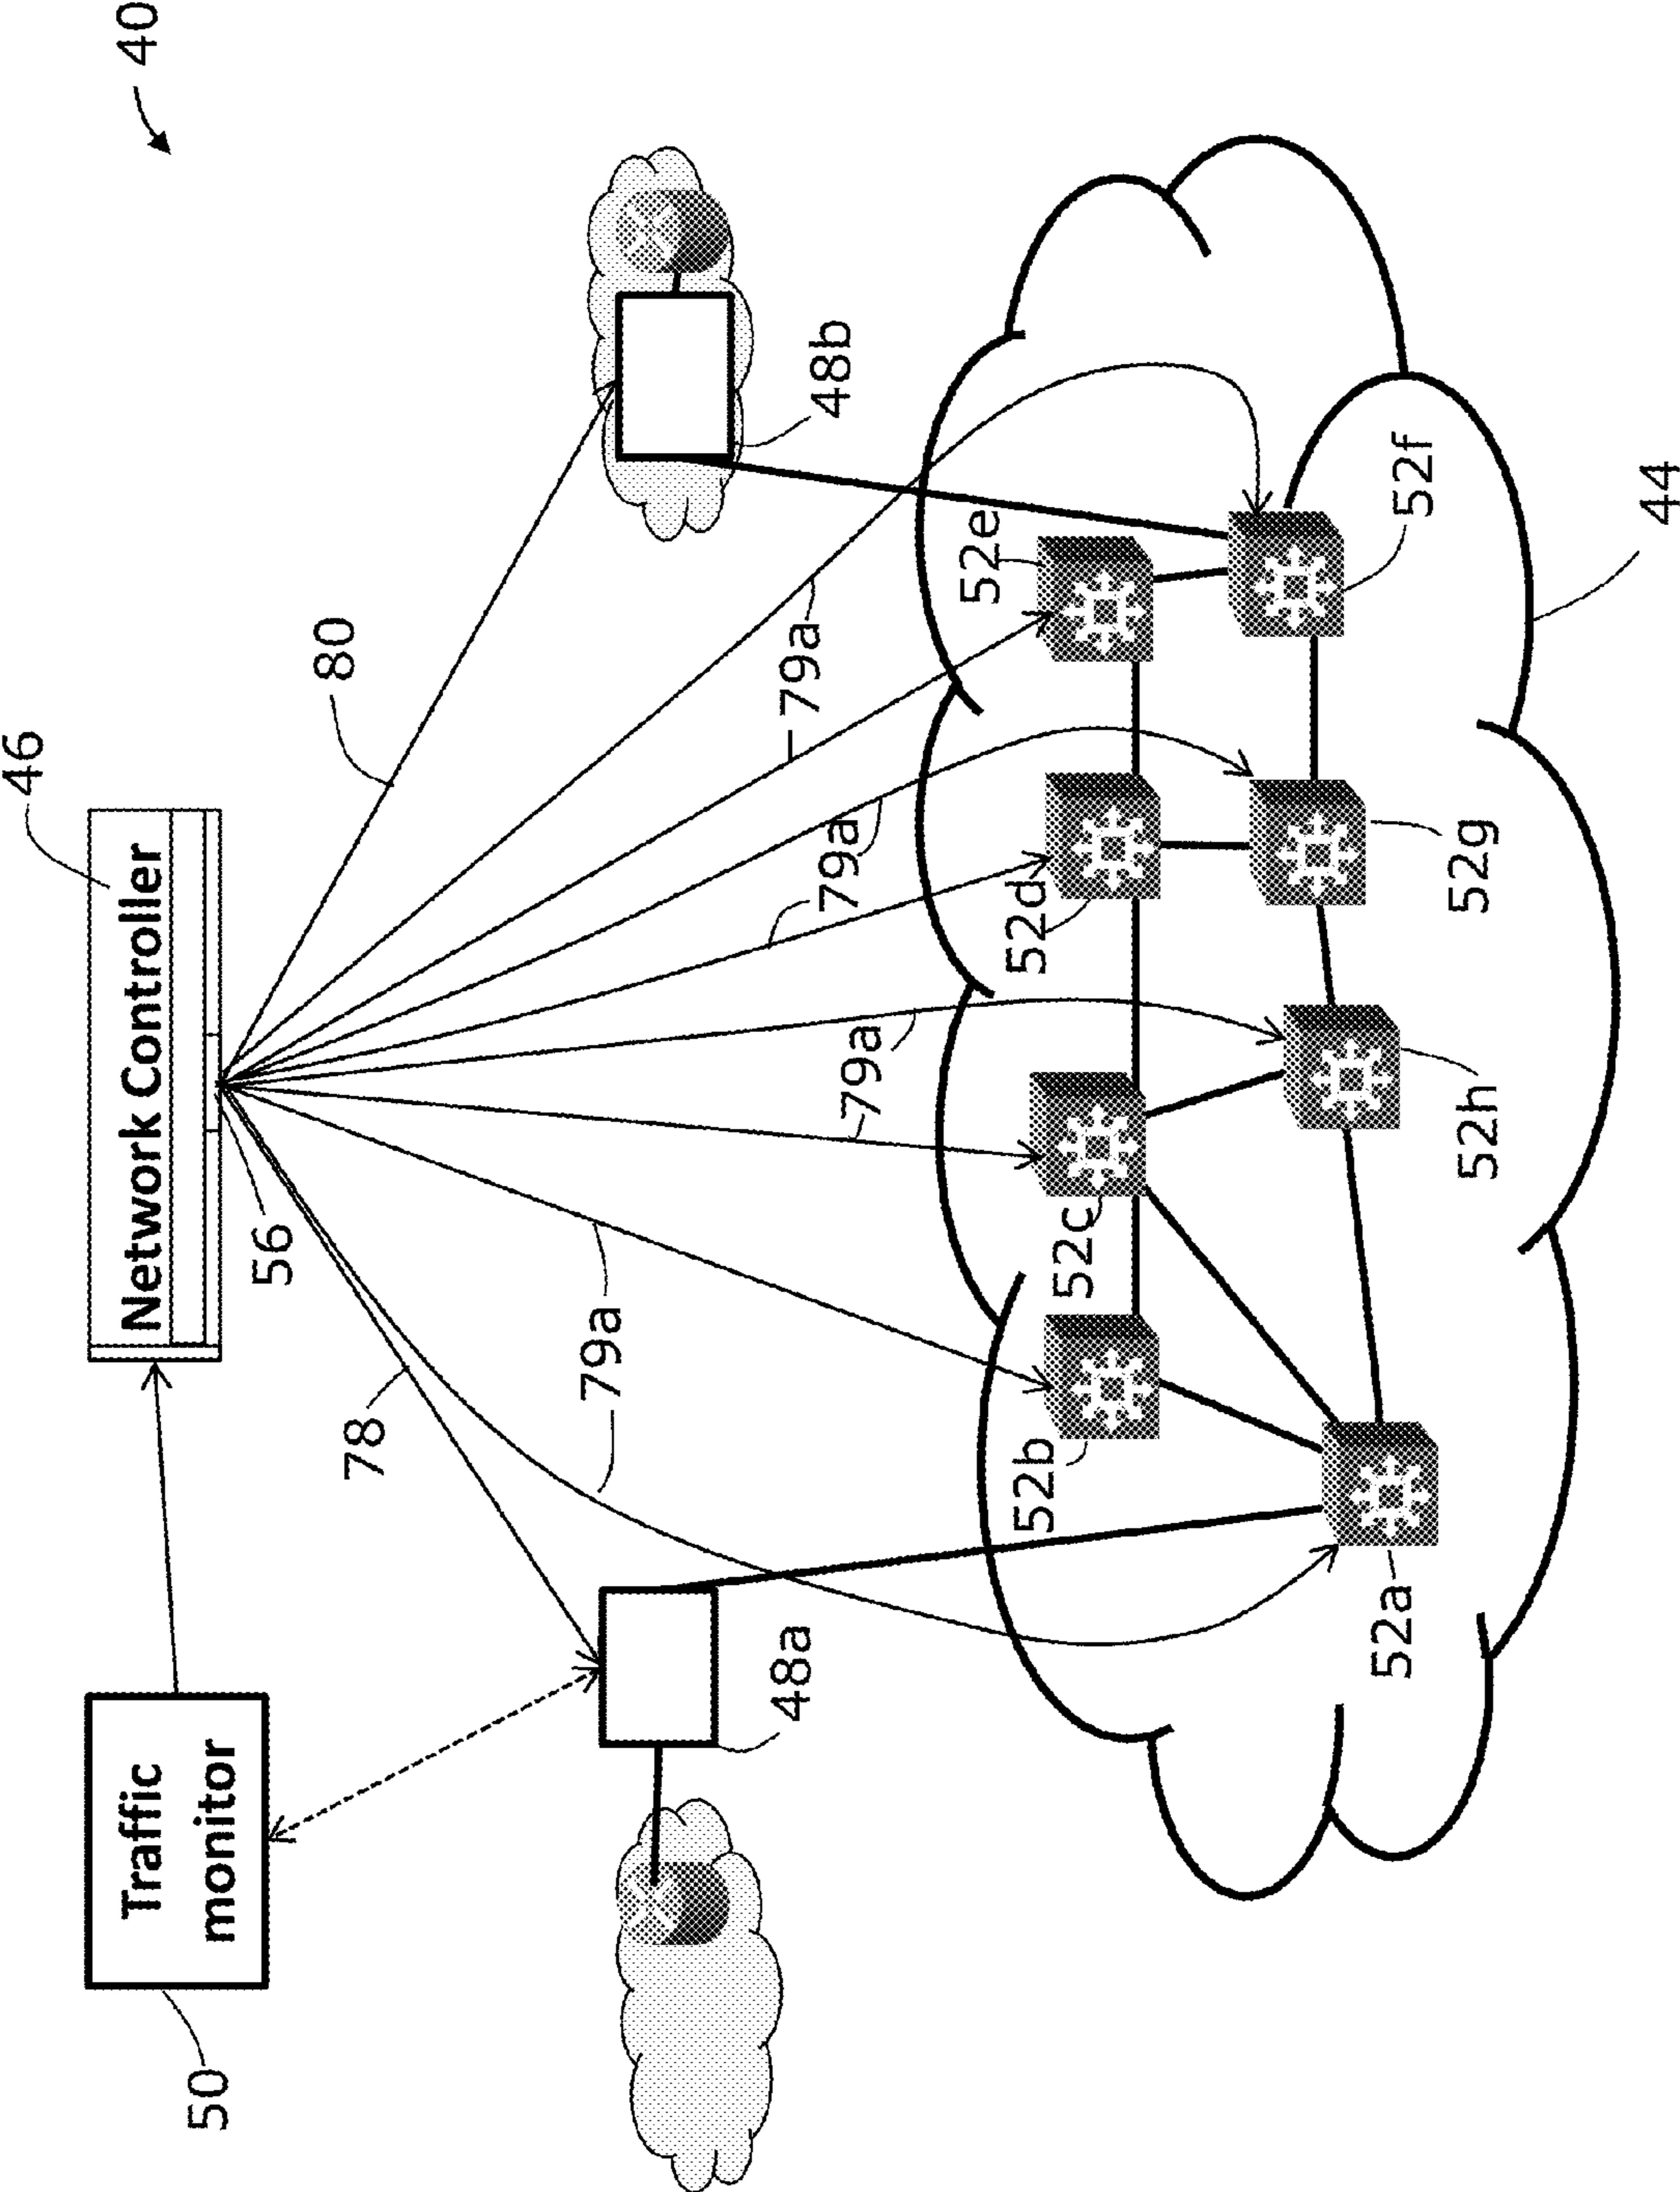 40
46
Network Controller
56
Traffic
monitor
50
78
80
79a
79a
79a
79a
48a
48b
52a
52b
52c
52d
52e
52f
52g
52h
44